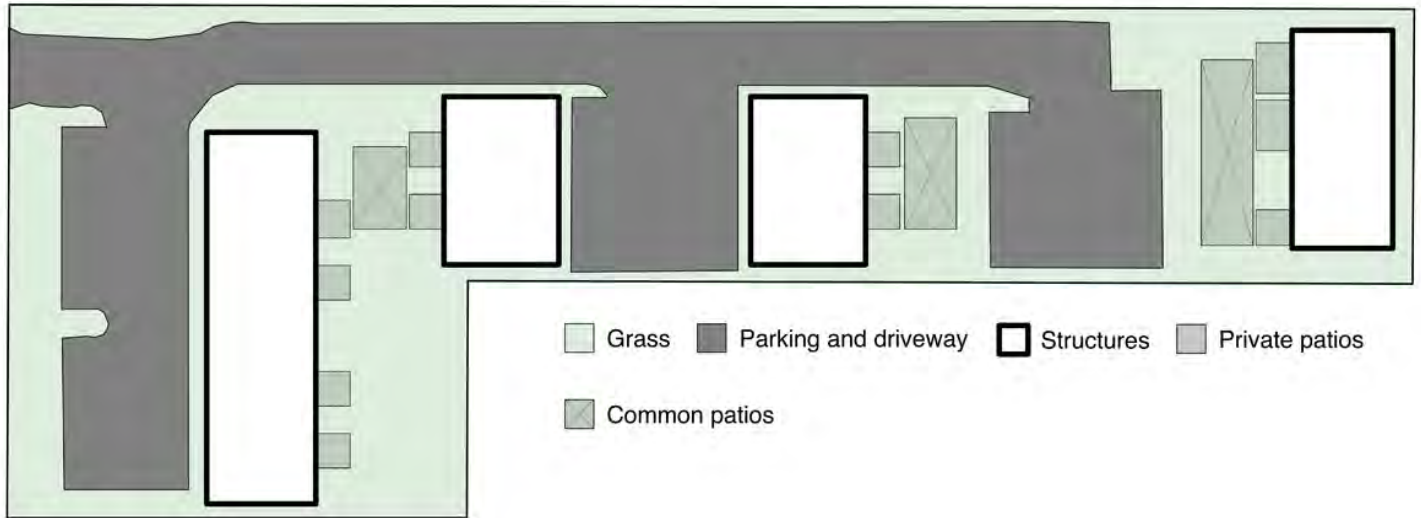 Grass Parking and driveway Structures Private patios
Common patios